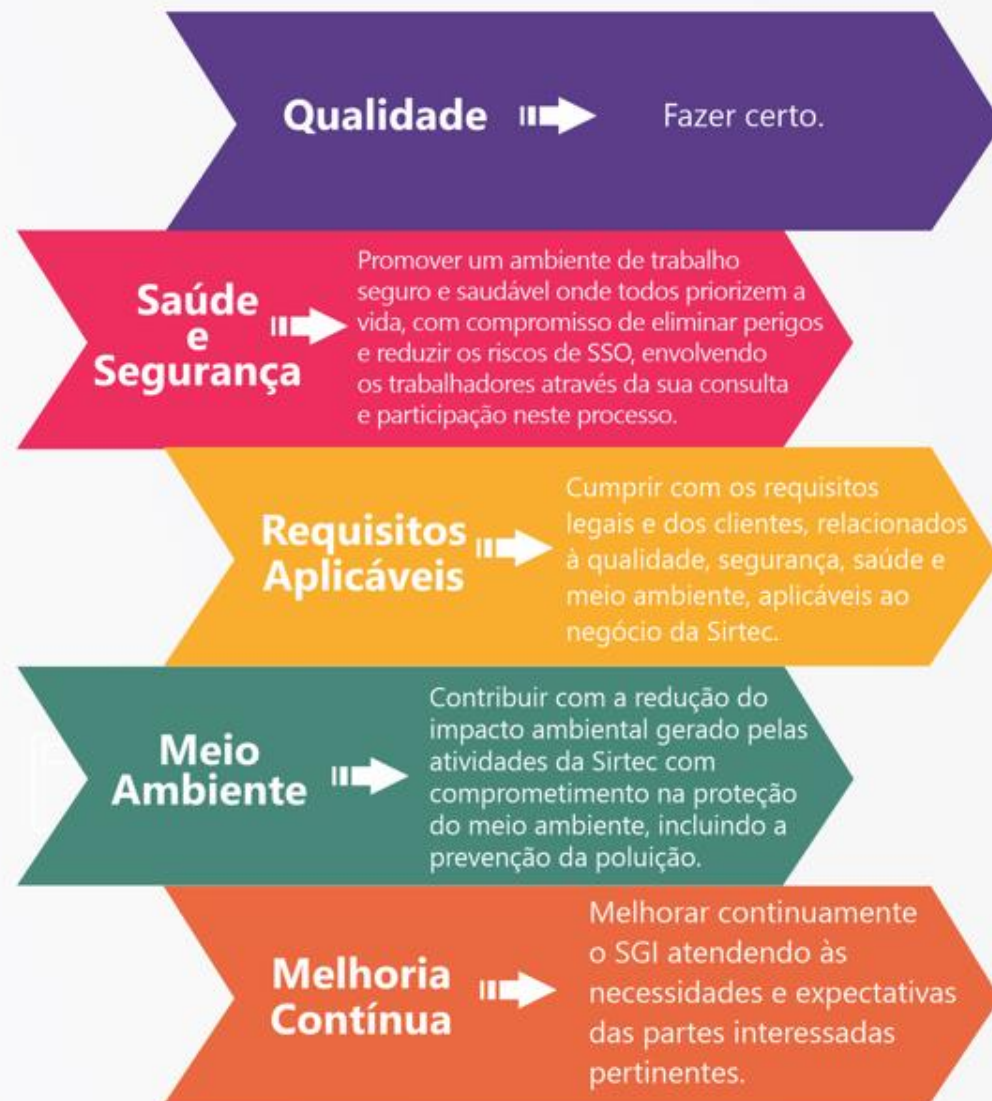 Qualidade
Fazer certo.
Saúde
e
Segurança
Promover um ambiente de trabalho
seguro e saudável onde todos priorizem a
vida, com compromisso de eliminar perigos
e reduzir os riscos de SSO, envolvendo
os trabalhadores através da sua consulta
e participação neste processo.
Requisitos
Aplicáveis
Cumprir com os requisitos
legais e dos clientes, relacionados
à qualidade, segurança, saúde e
meio ambiente, aplicáveis ao
negócio da Sirtec.
Meio
Ambiente
Contribuir com a redução do
impacto ambiental gerado pelas
atividades da Sirtec com
comprometimento na proteção
do meio ambiente, incluindo a
prevenção da poluição.
Melhoria
Contínua
Melhorar continuamente
o SGI atendendo às
necessidades e expectativas
das partes interessadas
pertinentes.